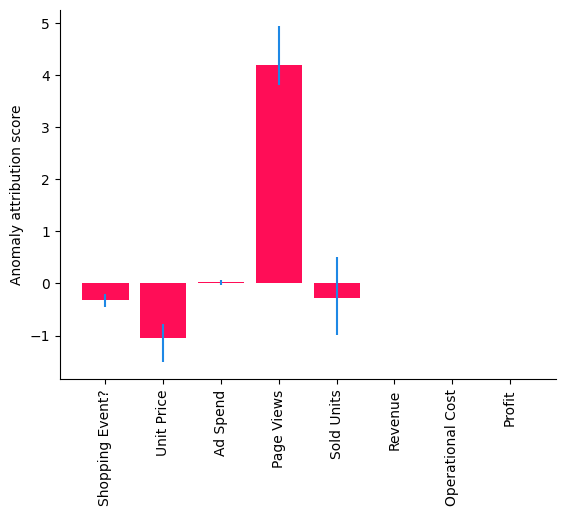 Anomaly attribution score
5
4
3
2
1
0
−1
Shopping Event?
Unit Price
Ad Spend
Page Views
Sold Units
Revenue
Operational Cost
Profit